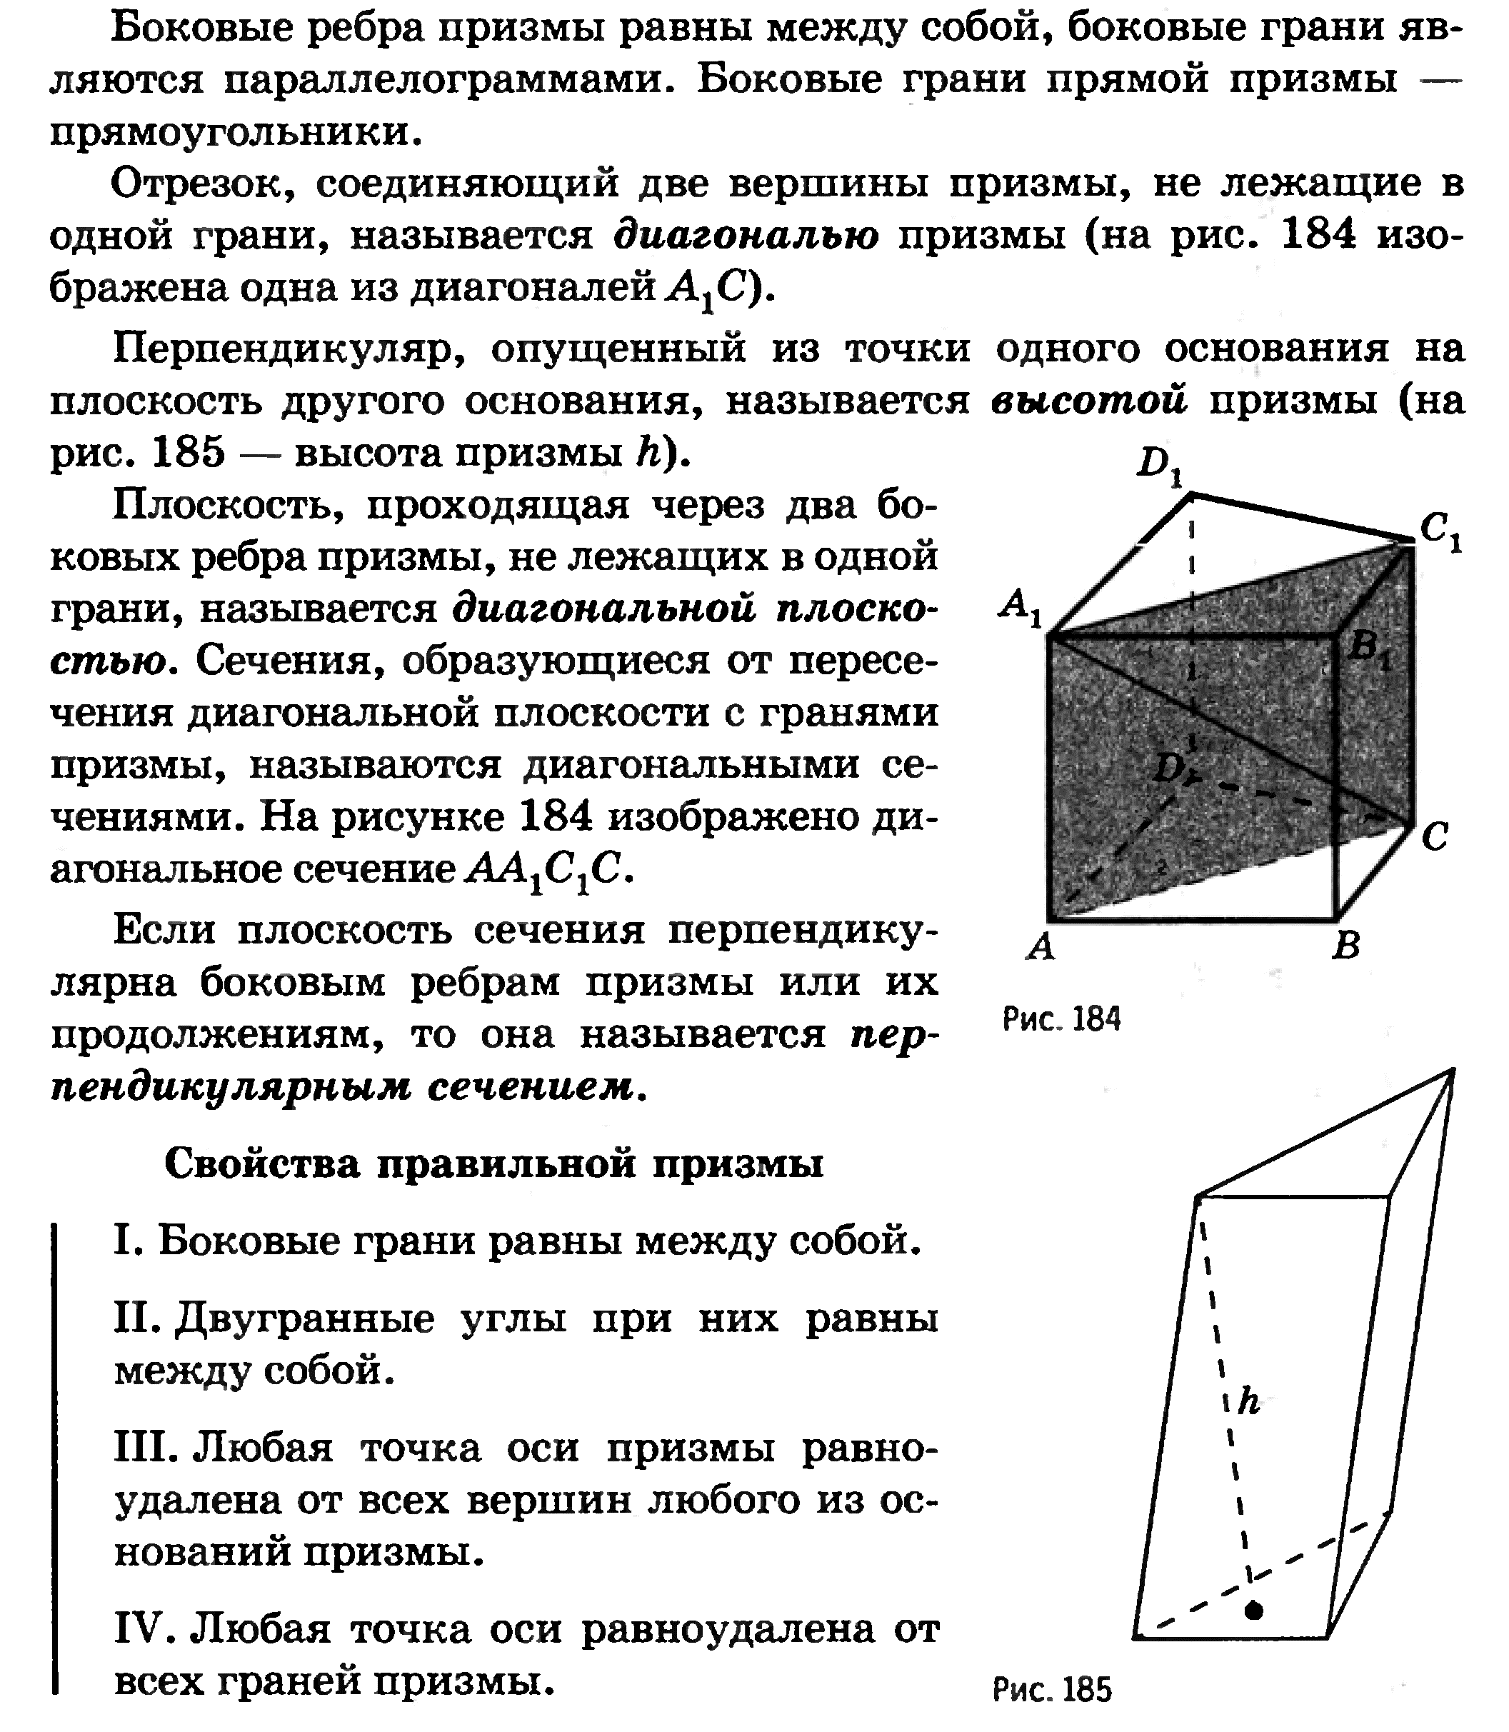 Боковые ребра призмы равны между собой, боковые грани яв-
ляются параллелограммами. Боковые грани прямой призмы —
прямоугольники.
Отрезок, соединяющий две вершины призмы, не лежащие в
одной грани, называется диагональю призмы (на рис. 184 изо-
бражена одна из диагоналей A₁C).
Перпендикуляр, опущенный из точки одного основания на
плоскость другого основания, называется высотой призмы (на
рис. 185 — высота призмы h).
Плоскость, проходящая через два бо-
ковых ребра призмы, не лежащих в одной
грани, называется диагональной плоско-
стью. Сечения, образующиеся от пересе-
чения диагональной плоскости с гранями
призмы, называются диагональными се-
чениями. На рисунке 184 изображено ди-
агональное сечение AA₁C₁C.
Если плоскость сечения перпендику-
лярна боковым ребрам призмы или их
продолжениям, то она называется пер-
пендикулярным сечением.
Свойства правильной призмы
I. Боковые грани равны между собой.
II. Двугранные углы при них равны
между собой.
III. Любая точка оси призмы равно-
удалена от всех вершин любого из ос-
нований призмы.
IV. Любая точка оси равноудалена от
всех граней призмы.
D₁
C₁
A₁
B₁
D
C
A
B
Рис. 184
h
Рис. 185